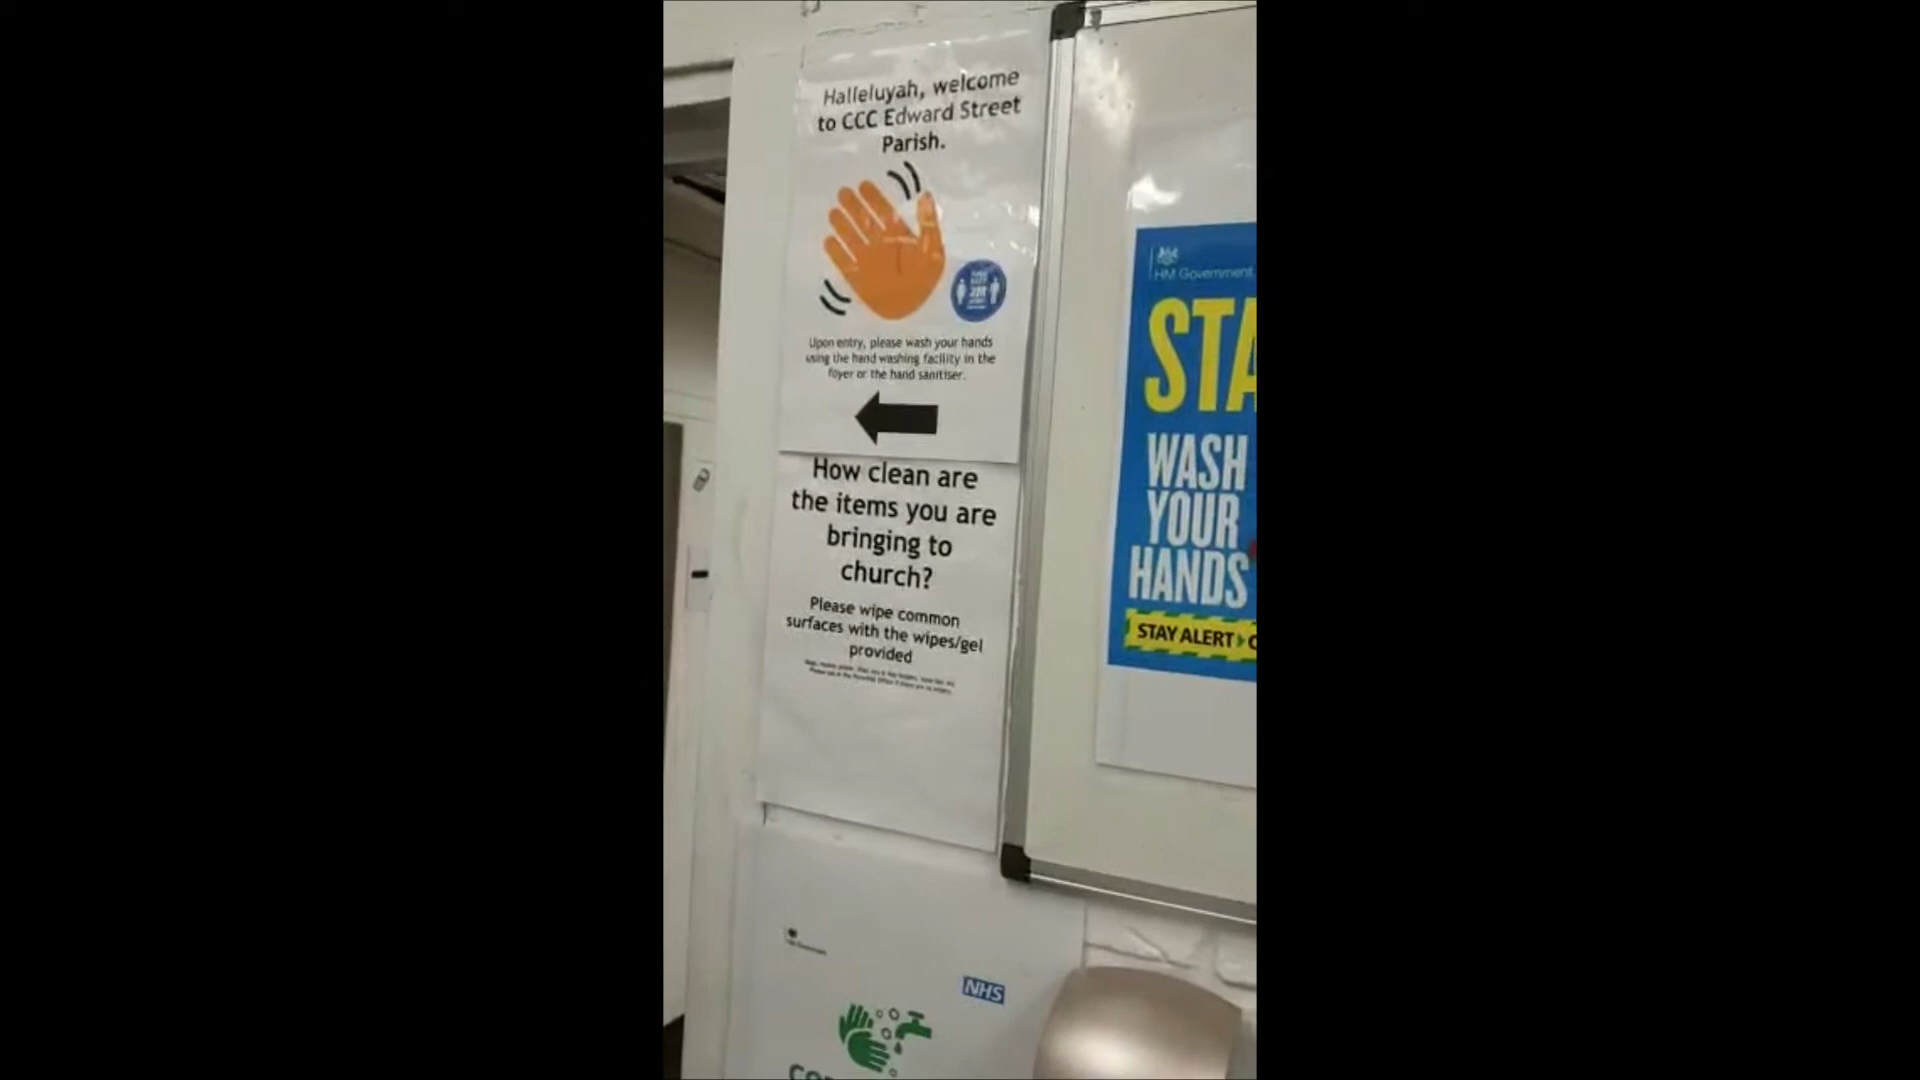 Halleluyah, welcome
to CCC Edward Street
Parish.
Upon entry, please wash your hands
using the hand washing facility in the
foyer or the hand sanitiser.
How clean are
the items you are
bringing to
church?
Please wipe common
surfaces with the wipes/gel
provided
HM Government
STA
WASH
YOUR
HANDS
STAY ALERT
NHS